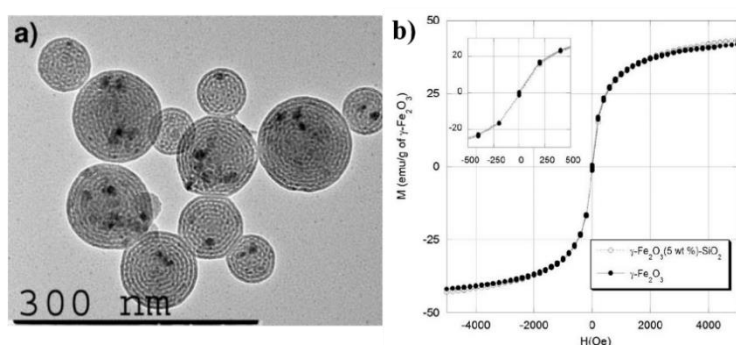 a)
300 nm
b)
M (emu/g of γ-Fe₂O₃)
50
25
0
-25
-50
20
0
-20
-500 -250 0 250 500
γ-Fe₂O₃(5 wt %)-SiO₂
γ-Fe₂O₃
-4000 -2000 0 2000 4000
H(Oe)